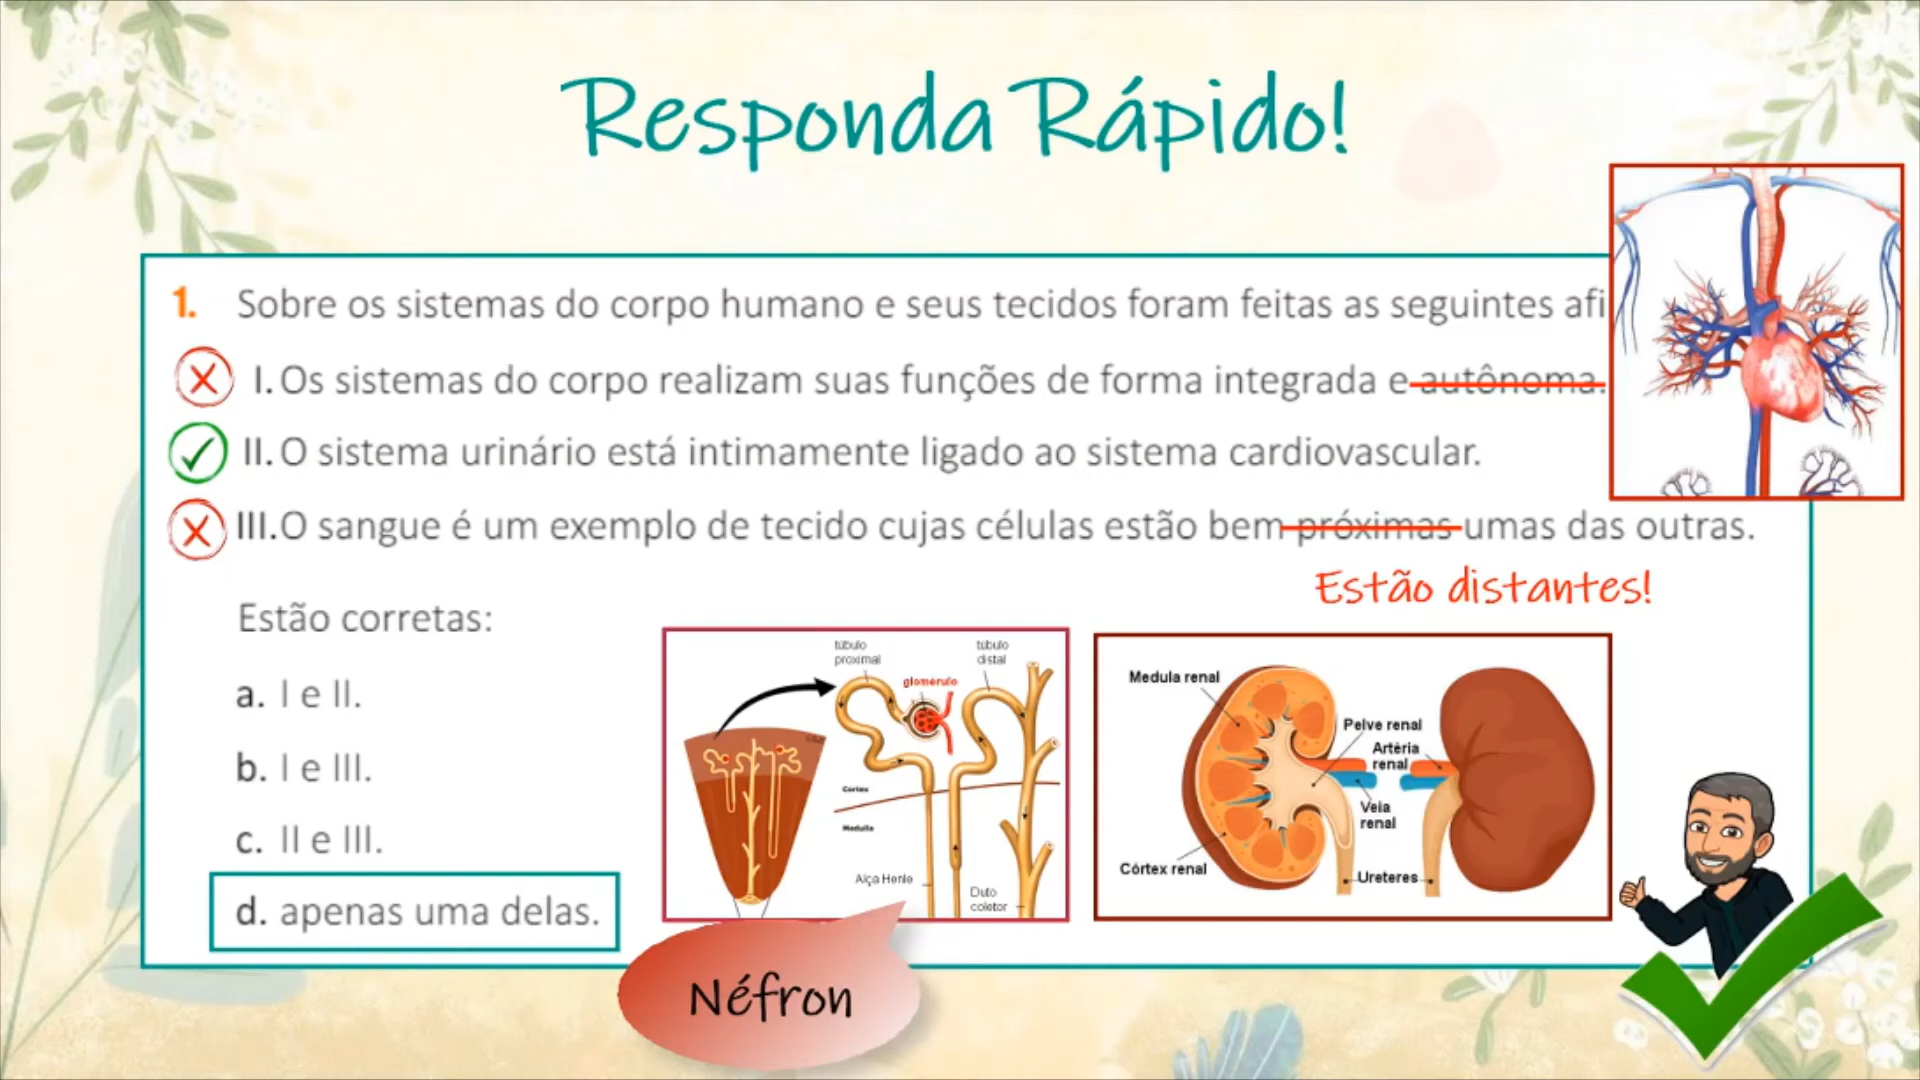 Responda Rápido!
1. Sobre os sistemas do corpo humano e seus tecidos foram feitas as seguintes afi
I. Os sistemas do corpo realizam suas funções de forma integrada e autônoma.
II. O sistema urinário está intimamente ligado ao sistema cardiovascular.
III. O sangue é um exemplo de tecido cujas células estão bem próximas umas das outras.
Estão distantes!
Estão corretas:
a. I e II.
b. I e III.
c. II e III.
d. apenas uma delas.
túbulo
proximal
túbulo
distal
glomérulo
Cortex
Medulla
Alça Henle
Duto
coletor
Néfron
Medula renal
Pelve renal
Artéria
renal
Veia
renal
Córtex renal
Ureteres